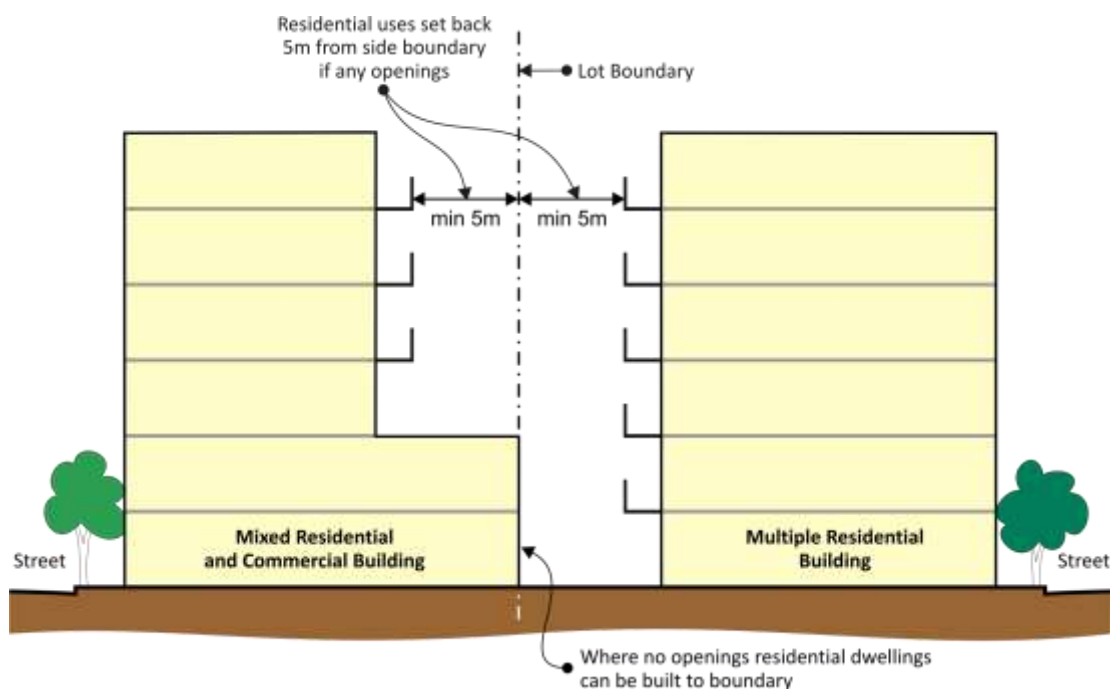 Residential uses set back
5m from side boundary
if any openings
Lot Boundary
min 5m
min 5m
Mixed Residential
and Commercial Building
Multiple Residential
Building
Street
Street
Where no openings residential dwellings
can be built to boundary